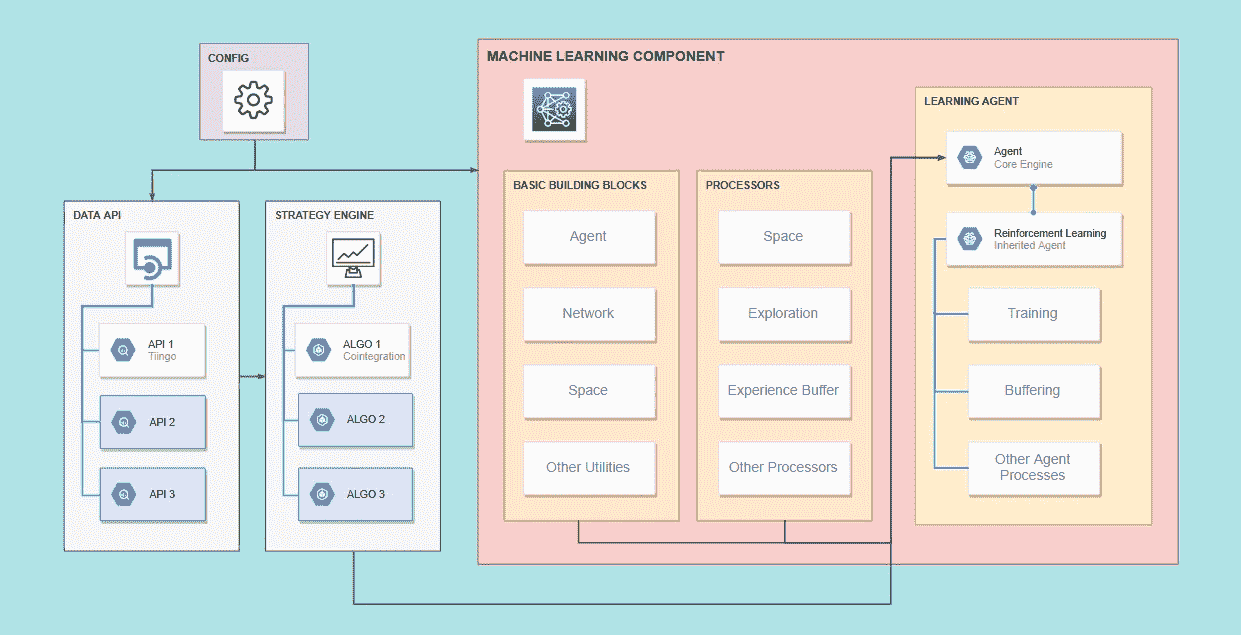 CONFIG
DATA API
API 1
Tiingo
API 2
API 3
STRATEGY ENGINE
ALGO 1
Cointegration
ALGO 2
ALGO 3
MACHINE LEARNING COMPONENT
BASIC BUILDING BLOCKS
Agent
Network
Space
Other Utilities
PROCESSORS
Space
Exploration
Experience Buffer
Other Processors
LEARNING AGENT
Agent
Core Engine
Reinforcement Learning
Inherited Agent
Training
Buffering
Other Agent
Processes